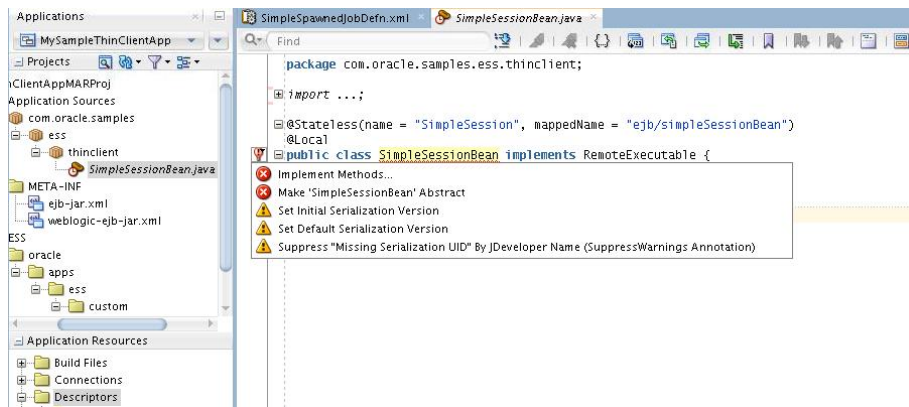 Applications
SimpleSpawnedJobDefn.xml
SimpleSessionBean.java
MySampleThinClientApp
Find
Projects
package com.oracle.samples.ess.thinclient;
ClientAppMARProj
import ...;
Application Sources
com.oracle.samples
@Stateless(name = "SimpleSession", mappedName = "ejb/simpleSessionBean")
ess
@Local
thinclient
public class SimpleSessionBean implements RemoteExecutable {
SimpleSessionBean.java
Implement Methods...
META-INF
Make 'SimpleSessionBean' Abstract
ejb-jar.xml
Set Initial Serialization Version
weblogic-ejb-jar.xml
Set Default Serialization Version
ESS
Suppress "Missing Serialization UID" By JDeveloper Name (SuppressWarnings Annotation)
oracle
apps
ess
custom
Application Resources
Build Files
Connections
Descriptors